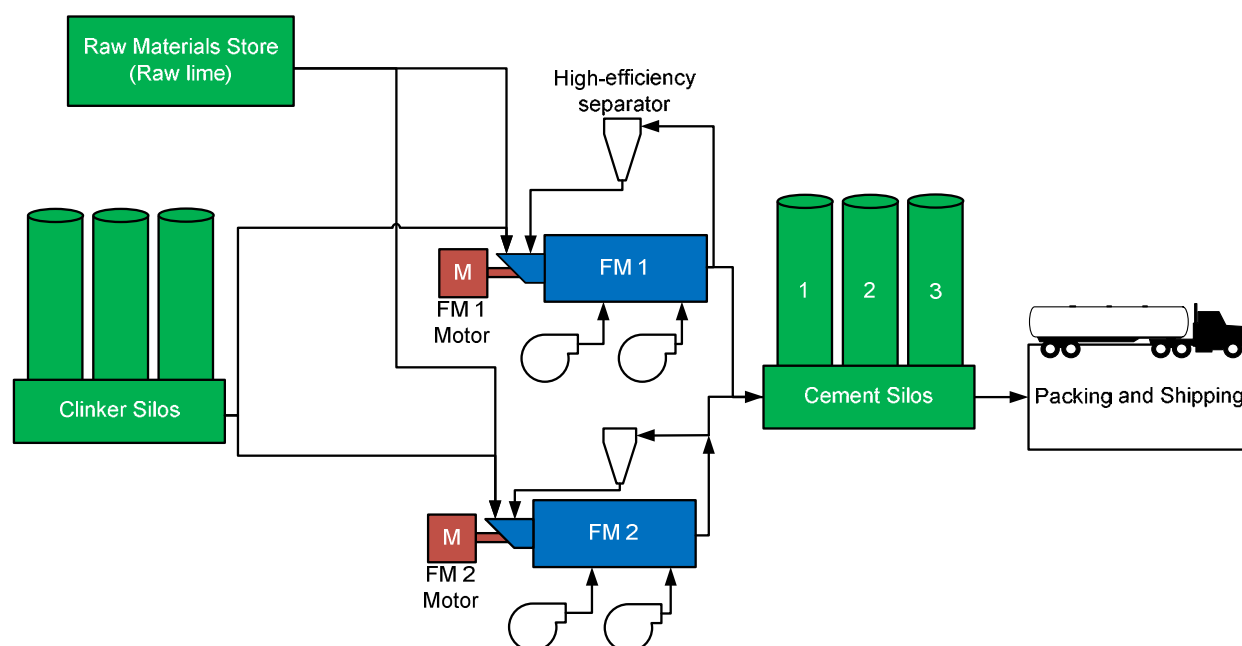 Raw Materials Store
(Raw lime)
High-efficiency
separator
M
FM 1
FM 1
Motor
1
2
3
Clinker Silos
Cement Silos
Packing and Shipping
M
FM 2
FM 2
Motor